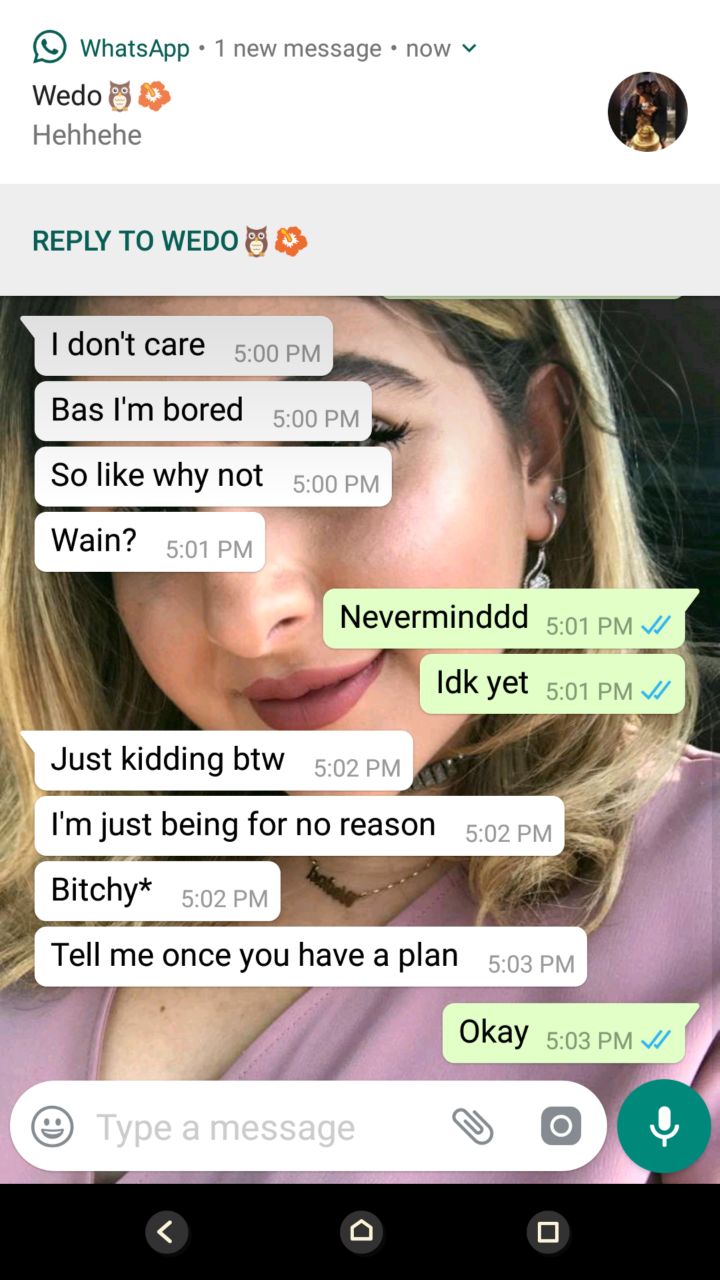 WhatsApp • 1 new message • now
Wedo🦉🌺
Hehhehe
REPLY TO WEDO🦉🌺
I don't care 5:00 PM
Bas I'm bored 5:00 PM
So like why not 5:00 PM
Wain? 5:01 PM
Neverminddd 5:01 PM
Idk yet 5:01 PM
Just kidding btw 5:02 PM
I'm just being for no reason 5:02 PM
Bitchy* 5:02 PM
Tell me once you have a plan 5:03 PM
Okay 5:03 PM
Type a message